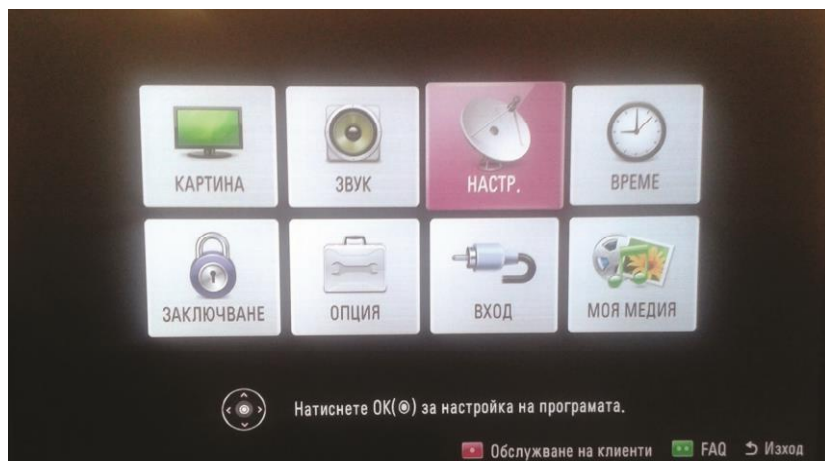 КАРТИНА
ЗВУК
НАСТР.
ВРЕМЕ
ЗАКЛЮЧВАНЕ
ОПЦИЯ
ВХОД
МОЯ МЕДИЯ
Натиснете ОК(◉) за настройка на програмата.
Обслужване на клиенти FAQ Изход